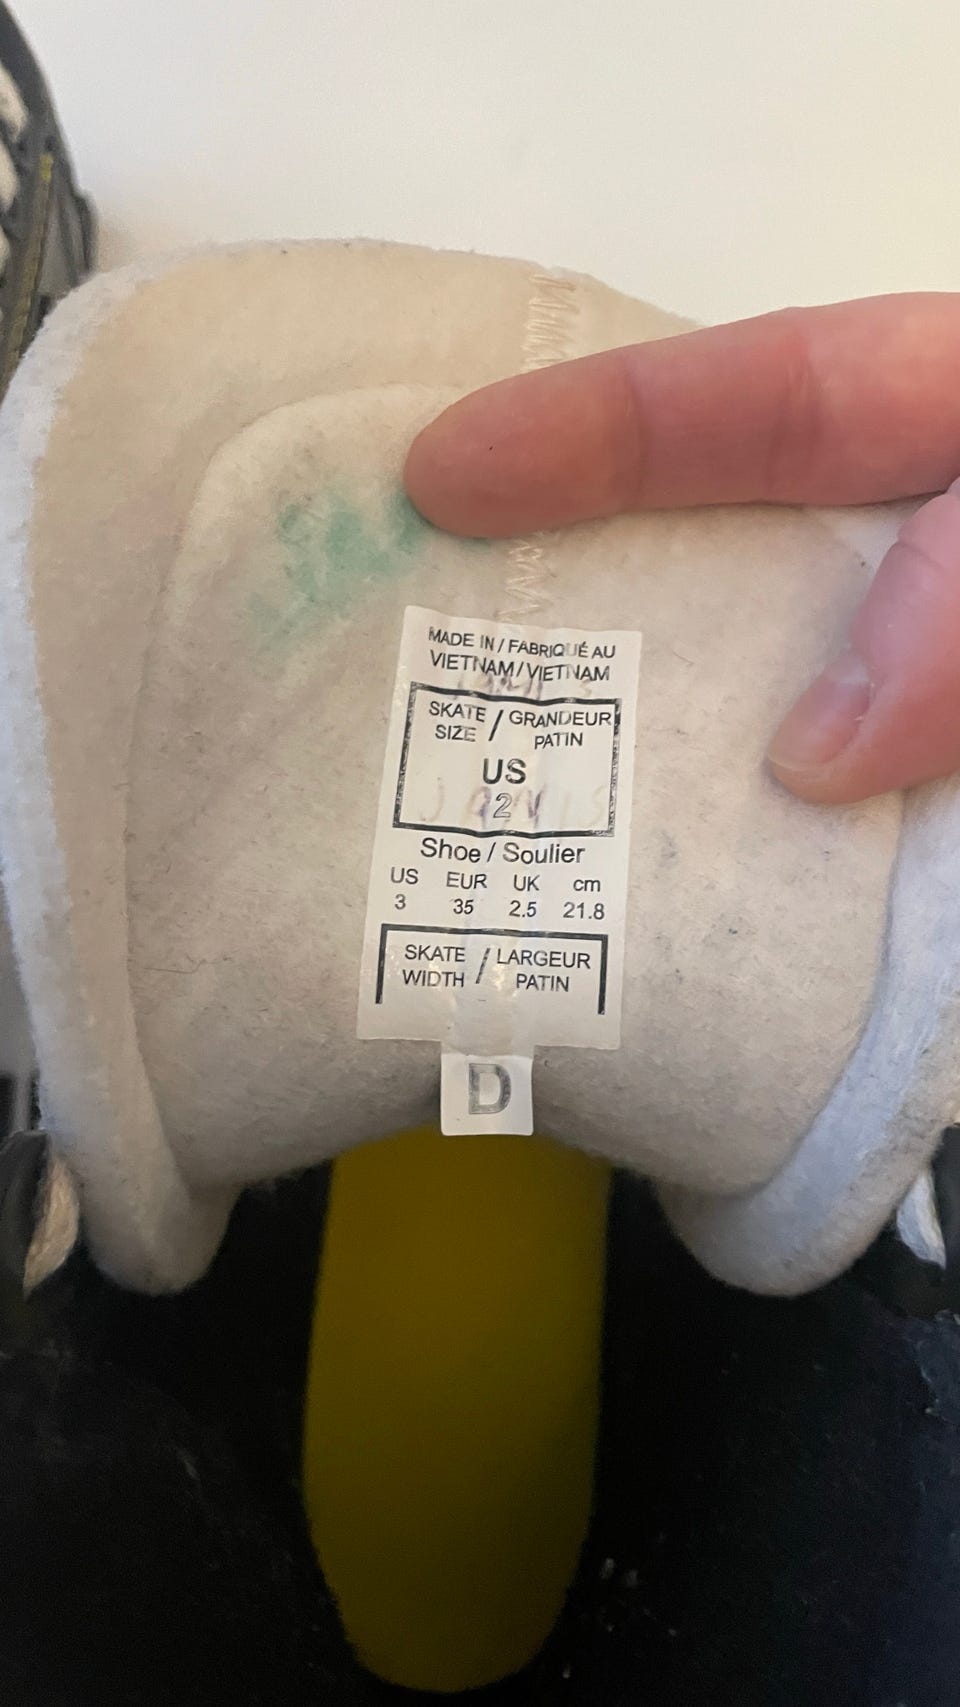 MADE IN / FABRIQUÉ AU
VIETNAM / VIETNAM
SKATE / GRANDEUR
SIZE PATIN
US
2
JANIS
Shoe / Soulier
US EUR UK cm
3 35 2.5 21.8
SKATE / LARGEUR
WIDTH PATIN
D